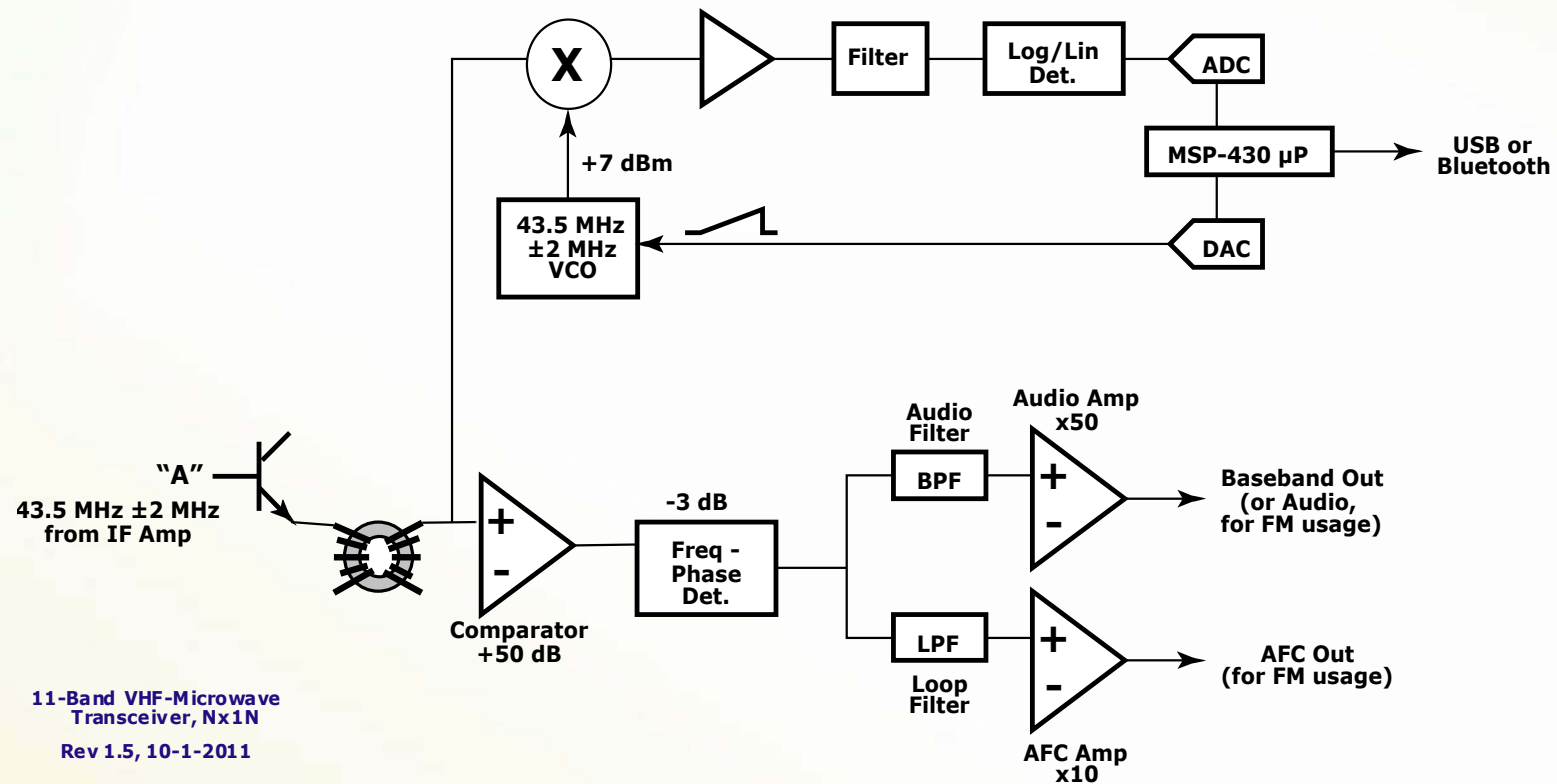 X
Filter
Log/Lin
Det.
ADC
MSP-430 µP
USB or
Bluetooth
+7 dBm
43.5 MHz
±2 MHz
VCO
DAC
"A"
43.5 MHz ±2 MHz
from IF Amp
+
-
Comparator
+50 dB
-3 dB
Freq -
Phase
Det.
Audio
Filter
BPF
Audio Amp
x50
+
-
Baseband Out
(or Audio,
for FM usage)
LPF
Loop
Filter
+
-
AFC Amp
x10
AFC Out
(for FM usage)
11-Band VHF-Microwave
Transceiver, Nx1N
Rev 1.5, 10-1-2011